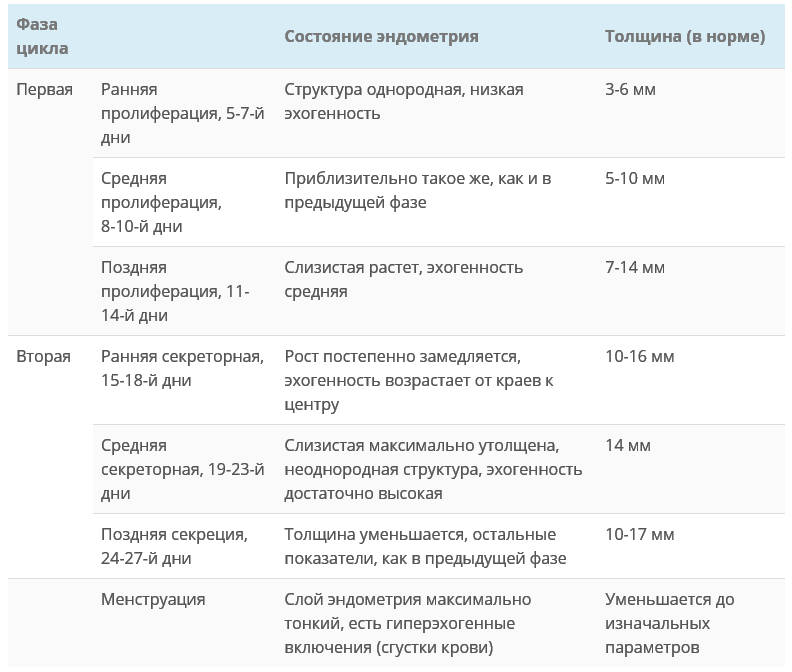 Фаза
цикла
Состояние эндометрия
Толщина (в норме)
Первая
Ранняя
пролиферация, 5-7-й
дни
Структура однородная, низкая
эхогенность
3-6 мм
Средняя
пролиферация,
8-10-й дни
Приблизительно такое же, как и в
предыдущей фазе
5-10 мм
Поздняя
пролиферация, 11-
14-й дни
Слизистая растет, эхогенность
средняя
7-14 мм
Вторая
Ранняя секреторная,
15-18-й дни
Рост постепенно замедляется,
эхогенность возрастает от краев к
центру
10-16 мм
Средняя
секреторная, 19-23-й
дни
Слизистая максимально утолщена,
неоднородная структура, эхогенность
достаточно высокая
14 мм
Поздняя секреция,
24-27-й дни
Толщина уменьшается, остальные
показатели, как в предыдущей фазе
10-17 мм
Менструация
Слой эндометрия максимально
тонкий, есть гиперэхогенные
включения (сгустки крови)
Уменьшается до
изначальных
параметров